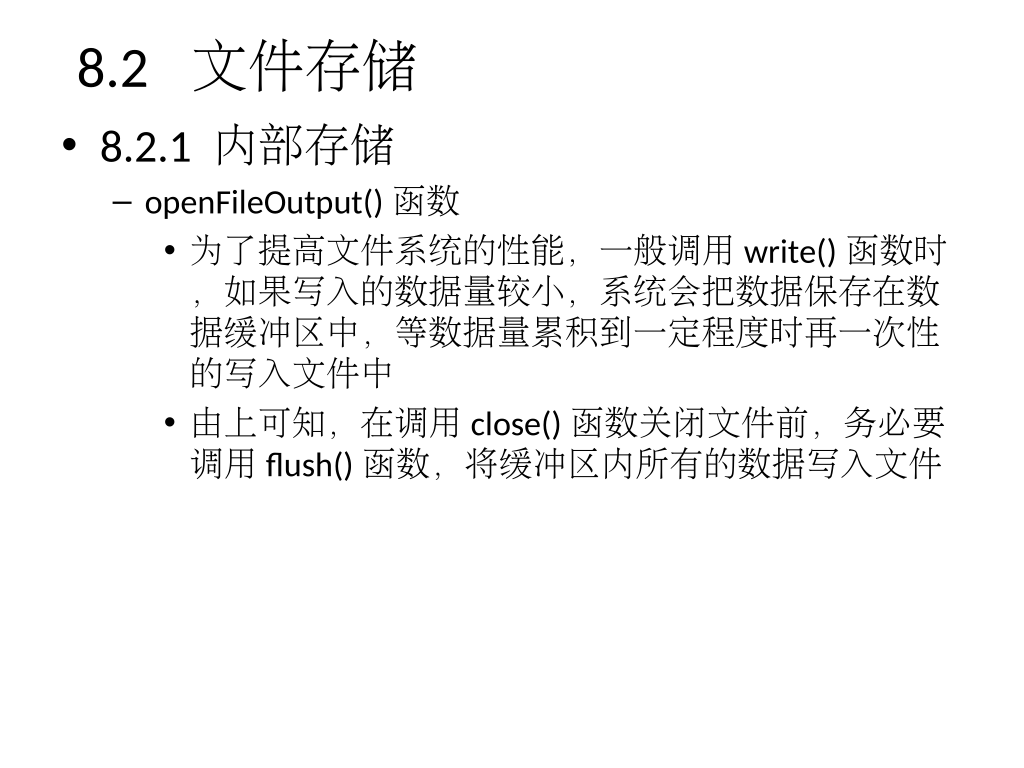 8.2 文件存储
• 8.2.1 内部存储
– openFileOutput() 函数
• 为了提高文件系统的性能，一般调用 write() 函数时
，如果写入的数据量较小，系统会把数据保存在数
据缓冲区中，等数据量累积到一定程度时再一次性
的写入文件中
• 由上可知，在调用 close() 函数关闭文件前，务必要
调用 flush() 函数，将缓冲区内所有的数据写入文件